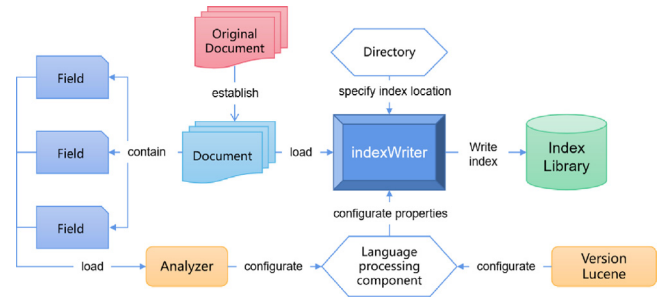 Original
Document
Directory
Field
establish
specify index location
Field
contain
Document
load
indexWriter
Write
index
Index
Library
Field
configurate properties
load
Analyzer
configurate
Language
processing
component
configurate
Version
Lucene